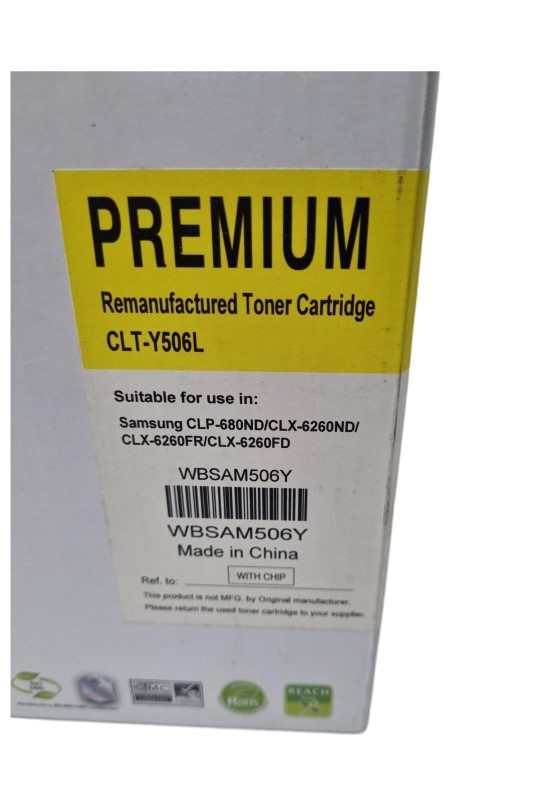 PREMIUM
Remanufactured Toner Cartridge
CLT-Y506L
Suitable for use in:
Samsung CLP-680ND/CLX-6260ND/
CLX-6260FR/CLX-6260FD
WBSAM506Y
WBSAM506Y
Made in China
Ref. to:
WITH CHIP
This product is not MFG. by Original manufacturer.
Please return the used toner cartridge to your supplier.
RoHS
REACH